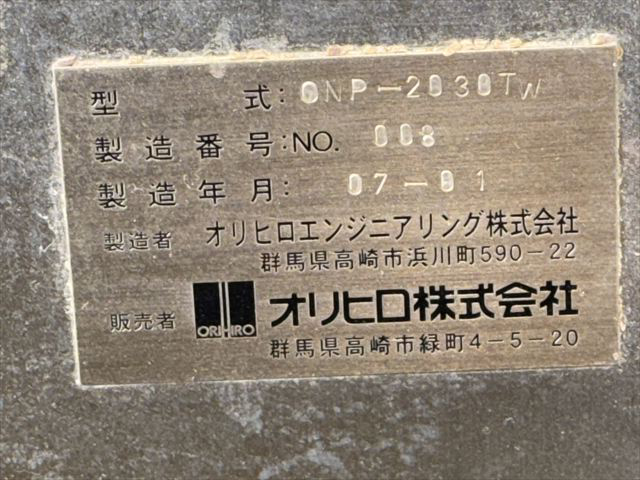 型　式：ONP-2030TW
製造番号：NO. 008
製造年月： 07-01
製造者 オリヒロエンジニアリング株式会社
群馬県高崎市浜川町590-22
販売者 ORIHIRO オリヒロ株式会社
群馬県高崎市緑町4-5-20